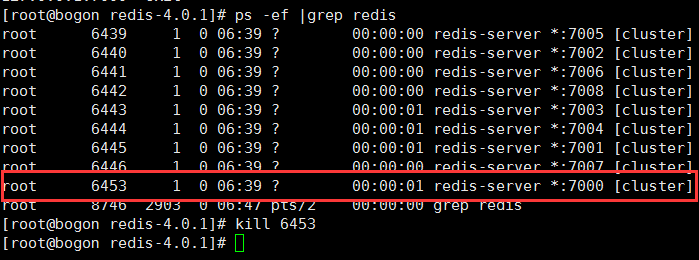 [root@bogon redis-4.0.1]# ps -ef |grep redis
root 6439 1 0 06:39 ? 00:00:00 redis-server *:7005 [cluster]
root 6440 1 0 06:39 ? 00:00:00 redis-server *:7002 [cluster]
root 6441 1 0 06:39 ? 00:00:00 redis-server *:7006 [cluster]
root 6442 1 0 06:39 ? 00:00:00 redis-server *:7008 [cluster]
root 6443 1 0 06:39 ? 00:00:01 redis-server *:7003 [cluster]
root 6444 1 0 06:39 ? 00:00:01 redis-server *:7004 [cluster]
root 6445 1 0 06:39 ? 00:00:01 redis-server *:7001 [cluster]
root 6446 1 0 06:39 ? 00:00:00 redis-server *:7007 [cluster]
root 6453 1 0 06:39 ? 00:00:01 redis-server *:7000 [cluster]
root 8746 2903 0 06:47 pts/2 00:00:00 grep redis
[root@bogon redis-4.0.1]# kill 6453
[root@bogon redis-4.0.1]#